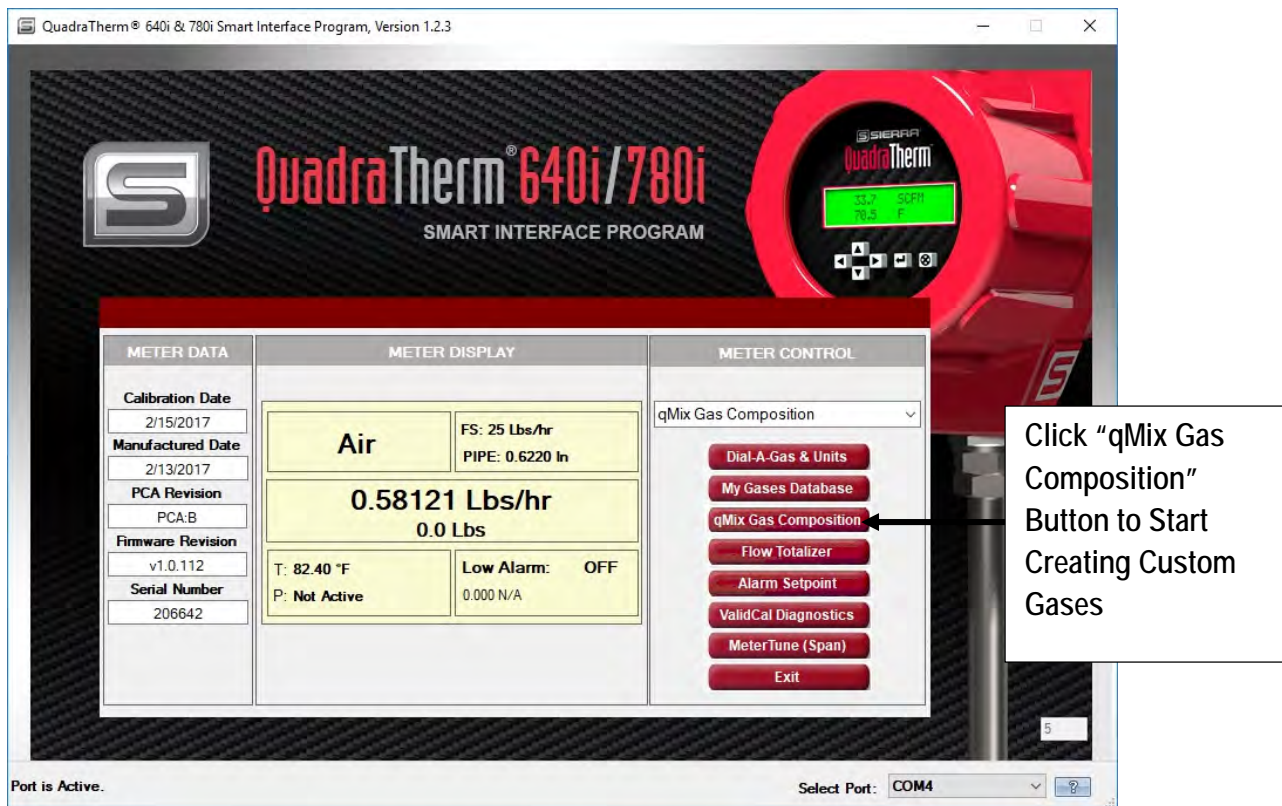 QuadraTherm® 640i & 780i Smart Interface Program, Version 1.2.3
S
QuadraTherm® 640i/780i
SMART INTERFACE PROGRAM
S SIERRA
QuadraTherm
33.7 SCFM
70.5 F
METER DATA
Calibration Date
2/15/2017
Manufactured Date
2/13/2017
PCA Revision
PCA:B
Firmware Revision
v1.0.112
Serial Number
206642
METER DISPLAY
Air
FS: 25 Lbs/hr
PIPE: 0.6220 In
0.58121 Lbs/hr
0.0 Lbs
T: 82.40 °F
P: Not Active
Low Alarm: OFF
0.000 N/A
METER CONTROL
qMix Gas Composition
Dial-A-Gas & Units
My Gases Database
qMix Gas Composition
Flow Totalizer
Alarm Setpoint
ValidCal Diagnostics
MeterTune (Span)
Exit
S
Click “qMix Gas
Composition”
Button to Start
Creating Custom
Gases
5
Port is Active.
Select Port: COM4
?